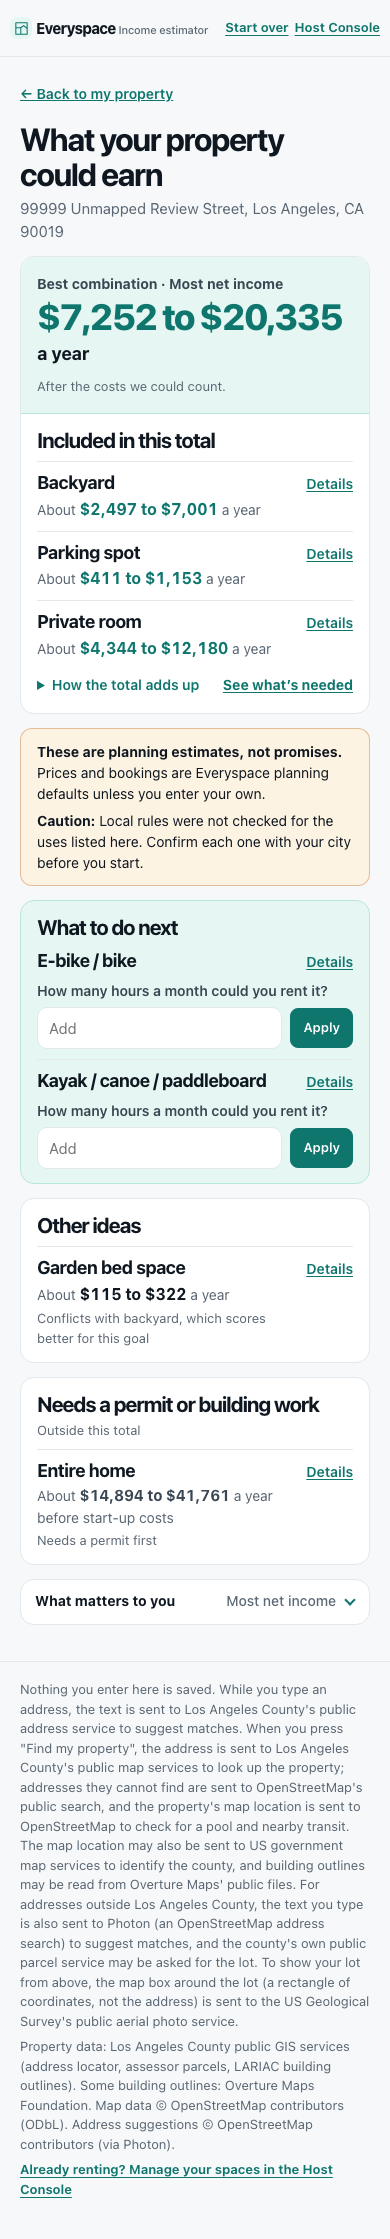 Everyspace Income estimator Start over Host Console
← Back to my property
What your property
could earn
99999 Unmapped Review Street, Los Angeles, CA
90019
Best combination · Most net income
$7,252 to $20,335
a year
After the costs we could count.
Included in this total
Backyard Details
About $2,497 to $7,001 a year
Parking spot Details
About $411 to $1,153 a year
Private room Details
About $4,344 to $12,180 a year
▶ How the total adds up See what's needed
These are planning estimates, not promises.
Prices and bookings are Everyspace planning
defaults unless you enter your own.
Caution: Local rules were not checked for the
uses listed here. Confirm each one with your city
before you start.
What to do next
E-bike / bike Details
How many hours a month could you rent it?
Add Apply
Kayak / canoe / paddleboard Details
How many hours a month could you rent it?
Add Apply
Other ideas
Garden bed space Details
About $115 to $322 a year
Conflicts with backyard, which scores
better for this goal
Needs a permit or building work
Outside this total
Entire home Details
About $14,894 to $41,761 a year
before start-up costs
Needs a permit first
What matters to you Most net income
Nothing you enter here is saved. While you type an
address, the text is sent to Los Angeles County's public
address service to suggest matches. When you press
"Find my property", the address is sent to Los Angeles
County's public map services to look up the property;
addresses they cannot find are sent to OpenStreetMap's
public search, and the property's map location is sent to
OpenStreetMap to check for a pool and nearby transit.
The map location may also be sent to US government
map services to identify the county, and building outlines
may be read from Overture Maps' public files. For
addresses outside Los Angeles County, the text you type
is also sent to Photon (an OpenStreetMap address
search) to suggest matches, and the county's own public
parcel service may be asked for the lot. To show your lot
from above, the map box around the lot (a rectangle of
coordinates, not the address) is sent to the US Geological
Survey's public aerial photo service.
Property data: Los Angeles County public GIS services
(address locator, assessor parcels, LARIAC building
outlines). Some building outlines: Overture Maps
Foundation. Map data © OpenStreetMap contributors
(ODbL). Address suggestions © OpenStreetMap
contributors (via Photon).
Already renting? Manage your spaces in the Host
Console